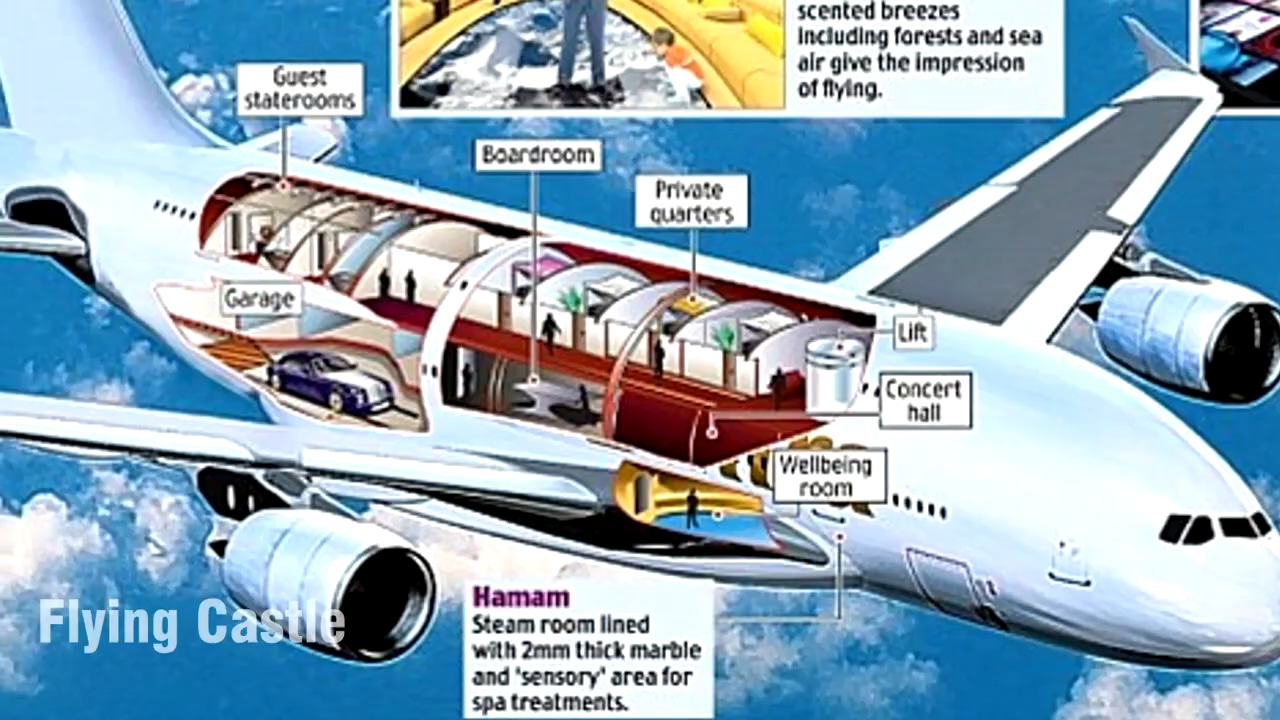 scented breezes
including forests and sea
air give the impression
of flying.
Guest
staterooms
Boardroom
Private
quarters
Garage
Lift
Concert
hall
Wellbeing
room
Hamam
Steam room lined
with 2mm thick marble
and 'sensory' area for
spa treatments.
Flying Castle